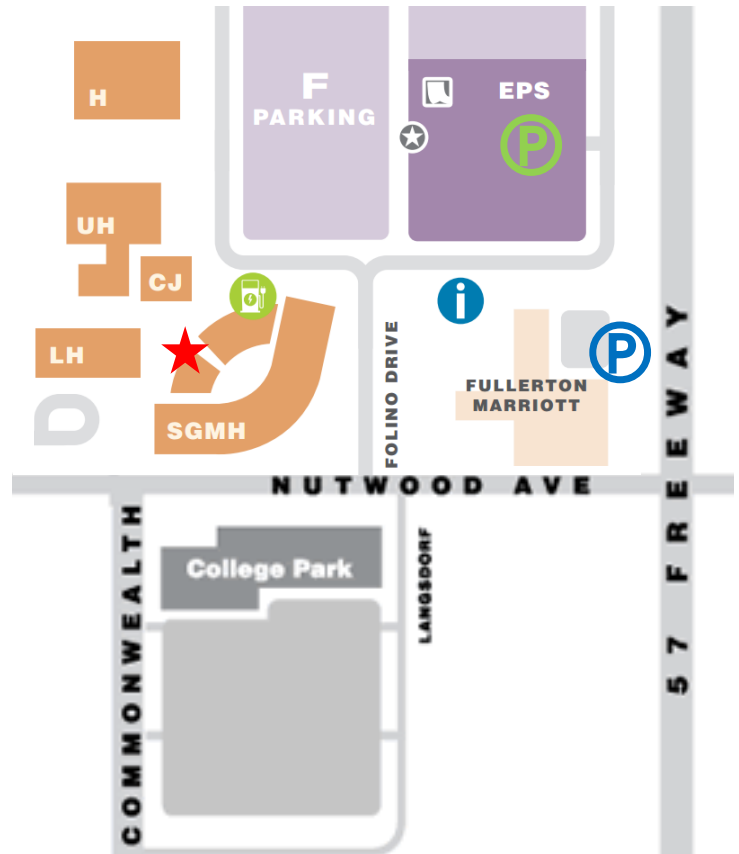 H
F
PARKING
EPS
P
UH
CJ
i
LH
P
FULLERTON
MARRIOTT
SGMH
FOLINO DRIVE
57 FREEWAY
NUTWOOD AVE
COMMONWEALTH
College Park
LANGSDORF